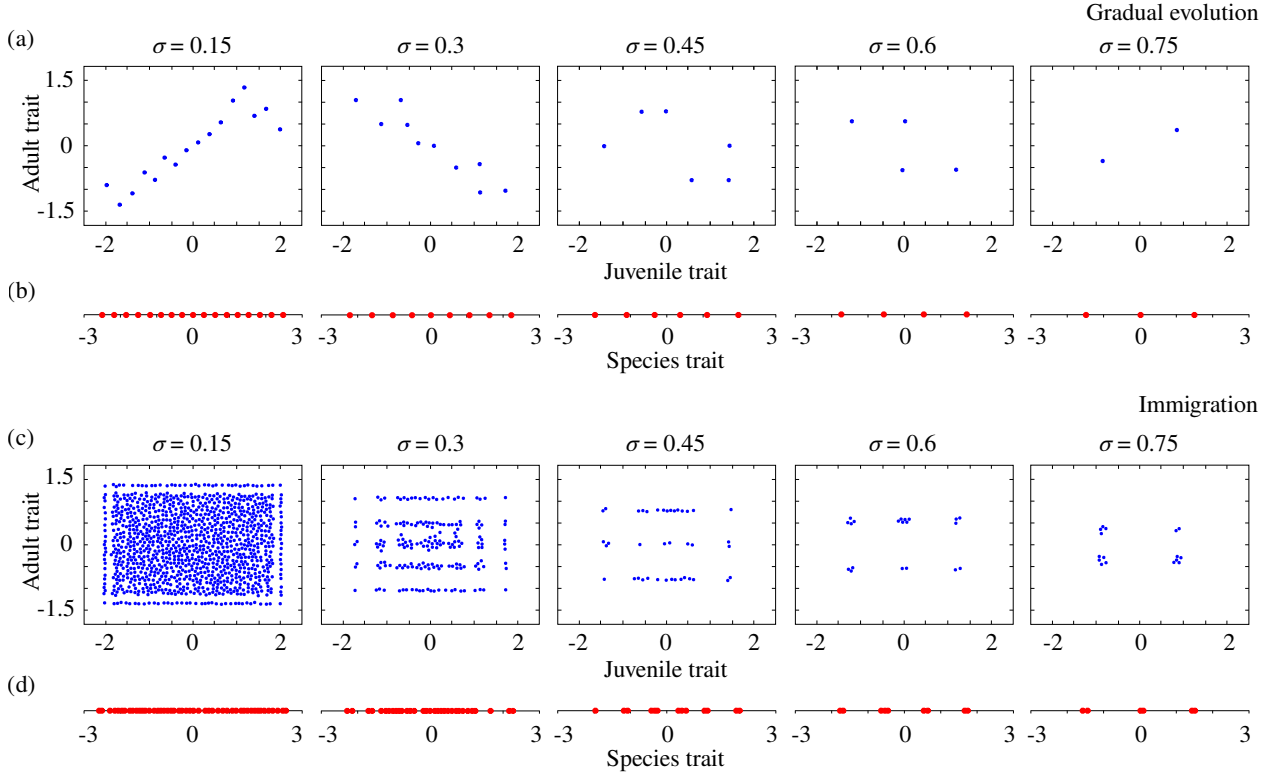 Gradual evolution
(a)
σ = 0.15 σ = 0.3 σ = 0.45 σ = 0.6 σ = 0.75
Adult trait
1.5
0
-1.5
-2 0 2 -2 0 2 -2 0 2 -2 0 2 -2 0 2
Juvenile trait
(b)
-3 0 3 -3 0 3 -3 0 3 -3 0 3 -3 0 3
Species trait
Immigration
(c)
σ = 0.15 σ = 0.3 σ = 0.45 σ = 0.6 σ = 0.75
Adult trait
1.5
0
-1.5
-2 0 2 -2 0 2 -2 0 2 -2 0 2 -2 0 2
Juvenile trait
(d)
-3 0 3 -3 0 3 -3 0 3 -3 0 3 -3 0 3
Species trait